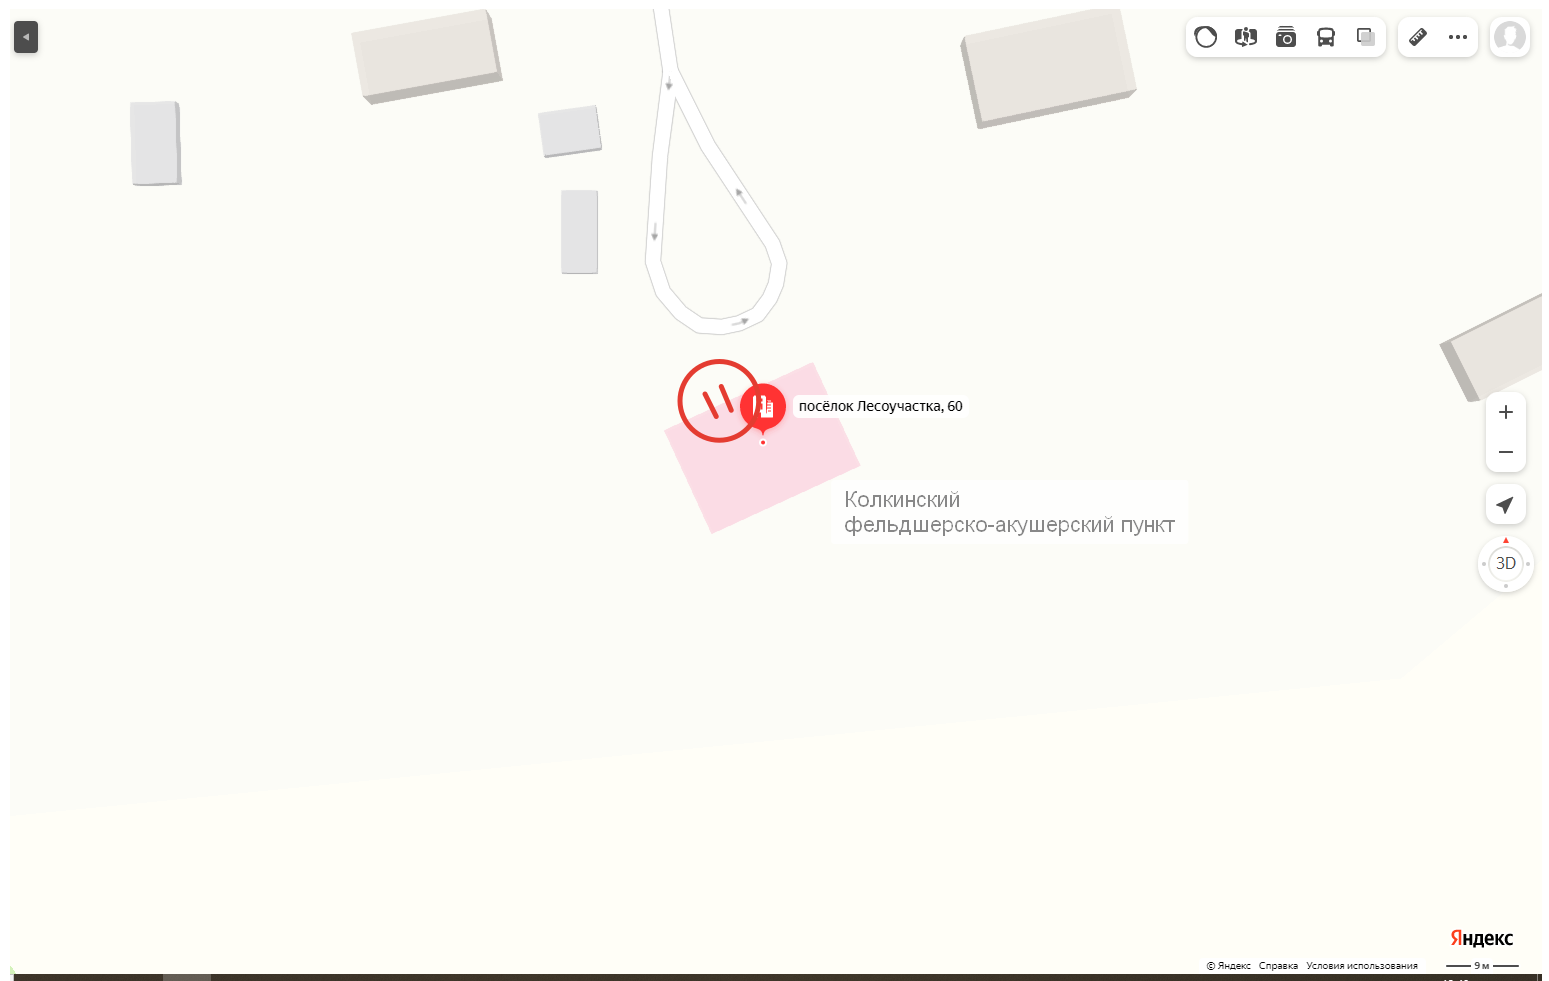 посёлок Лесоучастка, 60
Колкинский
фельдшерско-акушерский пункт
3D
Яндекс
© Яндекс Справка Условия использования 9 м